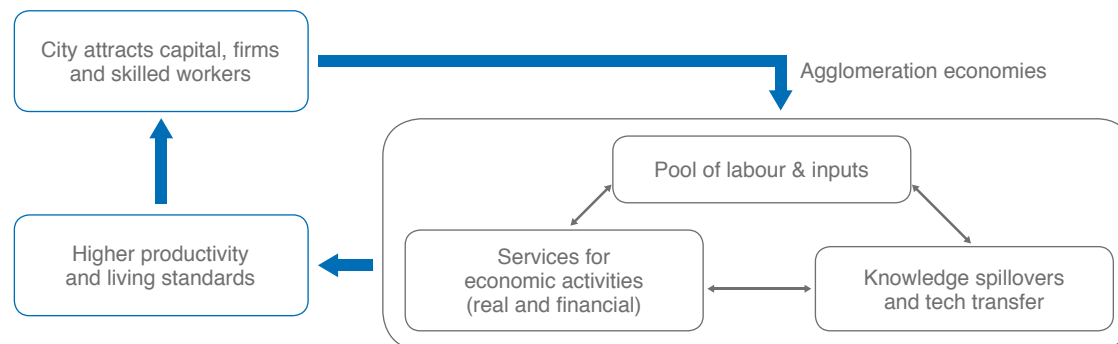 City attracts capital, firms
and skilled workers
Agglomeration economies
Pool of labour & inputs
Services for
economic activities
(real and financial)
Knowledge spillovers
and tech transfer
Higher productivity
and living standards